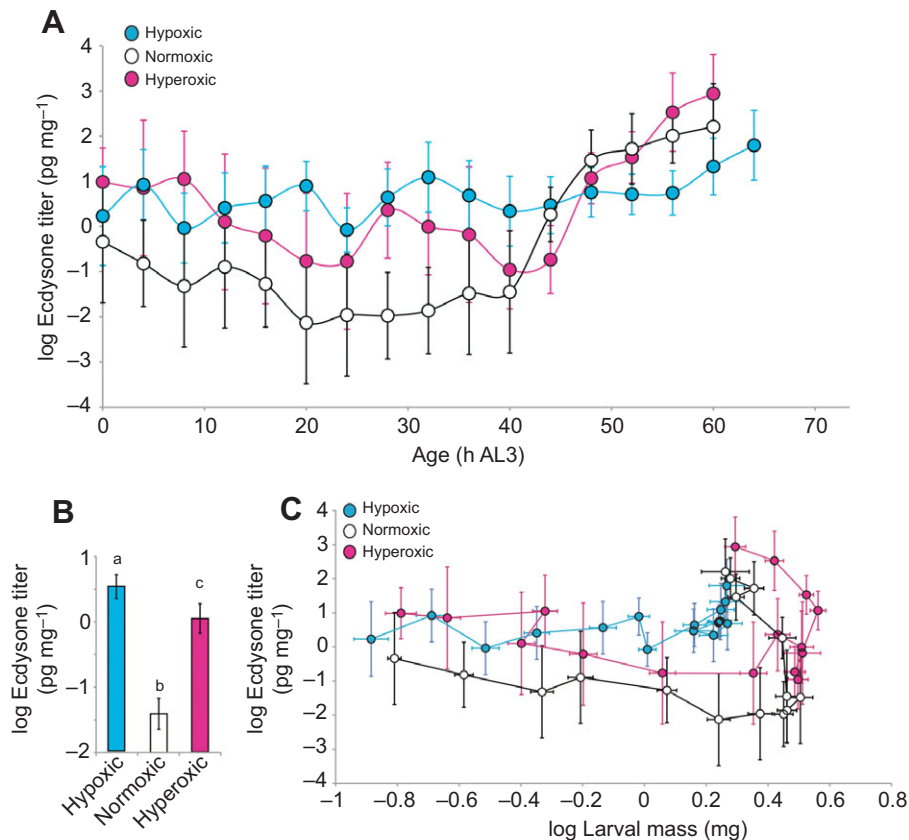 A
Hypoxic
Normoxic
Hyperoxic
log Ecdysone titer (pg mg–1)
4
3
2
1
0
–1
–2
–3
–4
0
10
20
30
40
50
60
70
Age (h AL3)
B
log Ecdysone titer
(pg mg–1)
1
0
–1
–2
a
b
c
Hypoxic
Normoxic
Hyperoxic
C
Hypoxic
Normoxic
Hyperoxic
log Ecdysone titer
(pg mg–1)
4
3
2
1
0
–1
–2
–3
–4
–1
–0.8
–0.6
–0.4
–0.2
0
0.2
0.4
0.6
0.8
log Larval mass (mg)